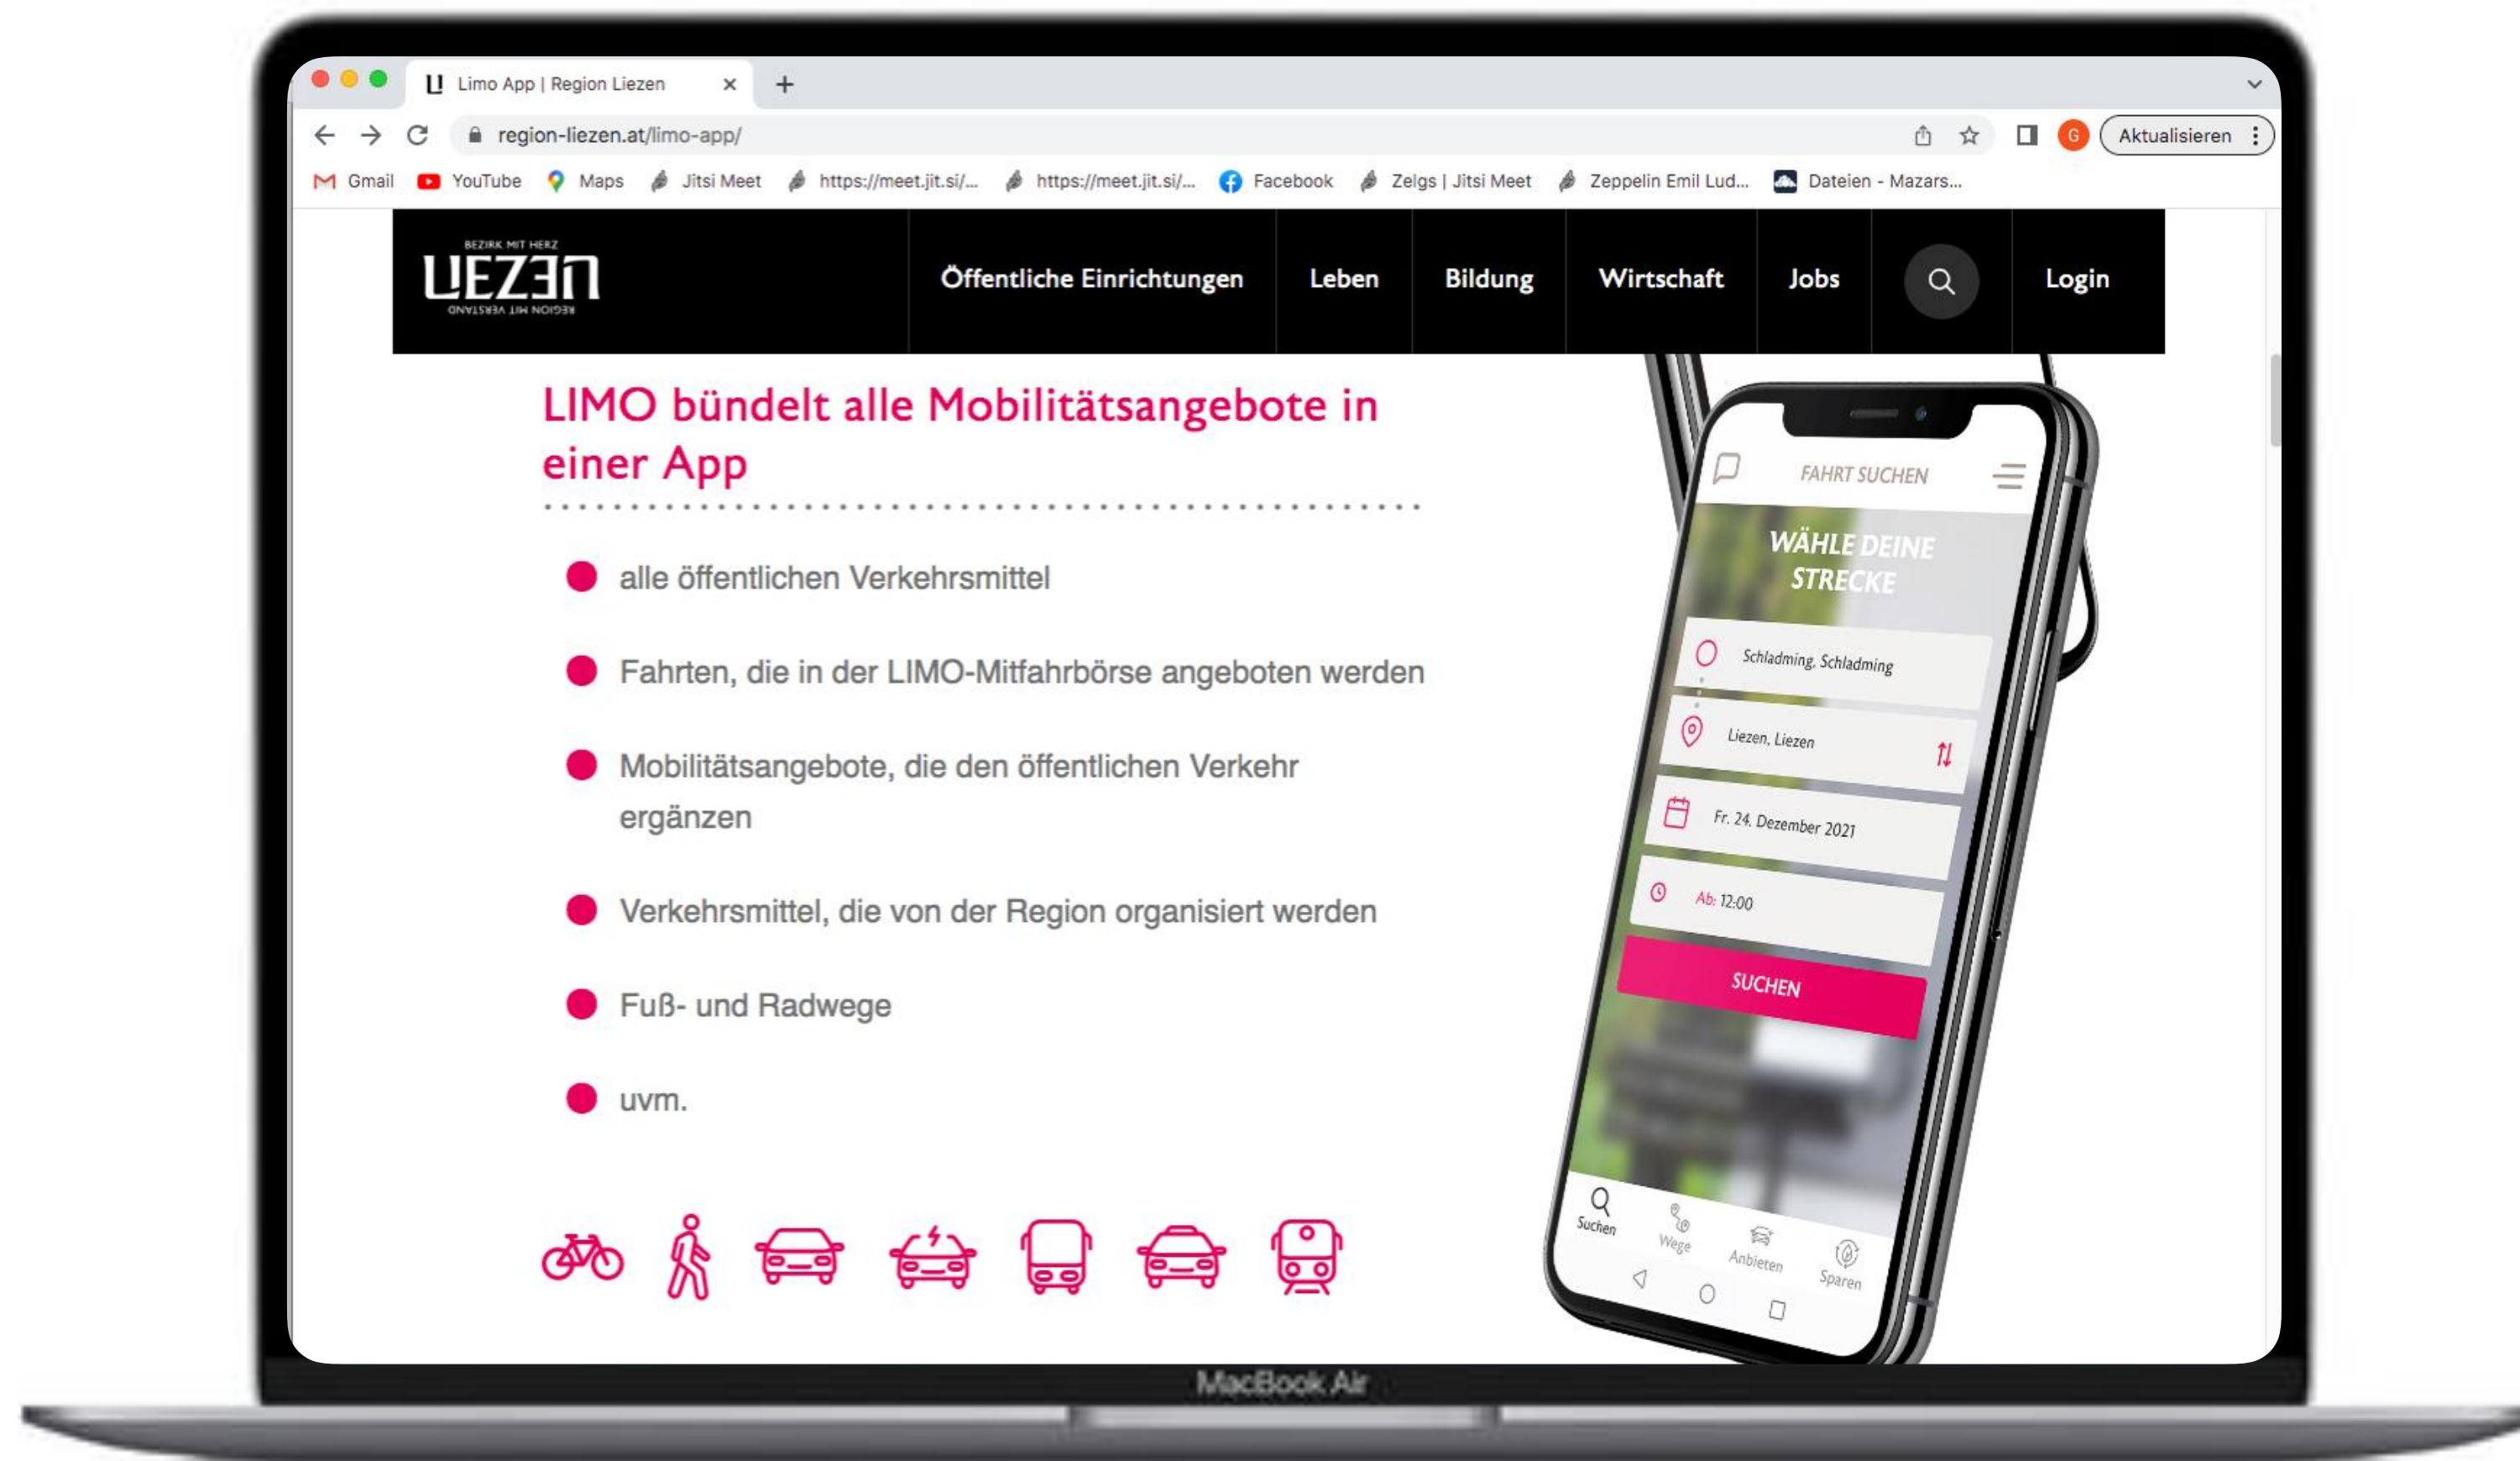 Limo App | Region Liezen
region-liezen.at/limo-app/
G
Aktualisieren
Gmail
YouTube
Maps
Jitsi Meet
https://meet.jit.si/...
https://meet.jit.si/...
Facebook
Zelgs | Jitsi Meet
Zeppelin Emil Lud...
Dateien - Mazars...
BEZIRK MIT HERZ
LIEZEN
REGION MIT VERSTAND
Öffentliche Einrichtungen
Leben
Bildung
Wirtschaft
Jobs
Login
LIMO bündelt alle Mobilitätsangebote in
einer App
alle öffentlichen Verkehrsmittel
Fahrten, die in der LIMO-Mitfahrbörse angeboten werden
Mobilitätsangebote, die den öffentlichen Verkehr
ergänzen
Verkehrsmittel, die von der Region organisiert werden
Fuß- und Radwege
uvm.
FAHRT SUCHEN
WÄHLE DEINE
STRECKE
Schladming, Schladming
Liezen, Liezen
Fr. 24. Dezember 2021
Ab: 12:00
SUCHEN
Suchen
Wege
Anbieten
Sparen
MacBook Air